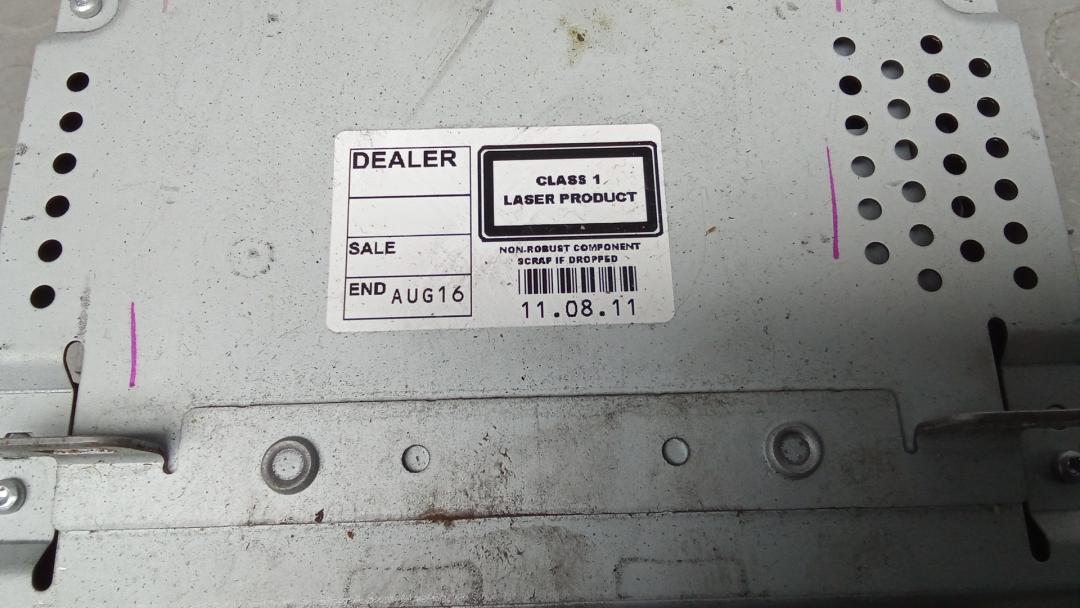 DEALER
SALE
END AUG16
CLASS 1
LASER PRODUCT
NON-ROBUST COMPONENT
SCRAP IF DROPPED
11.08.11